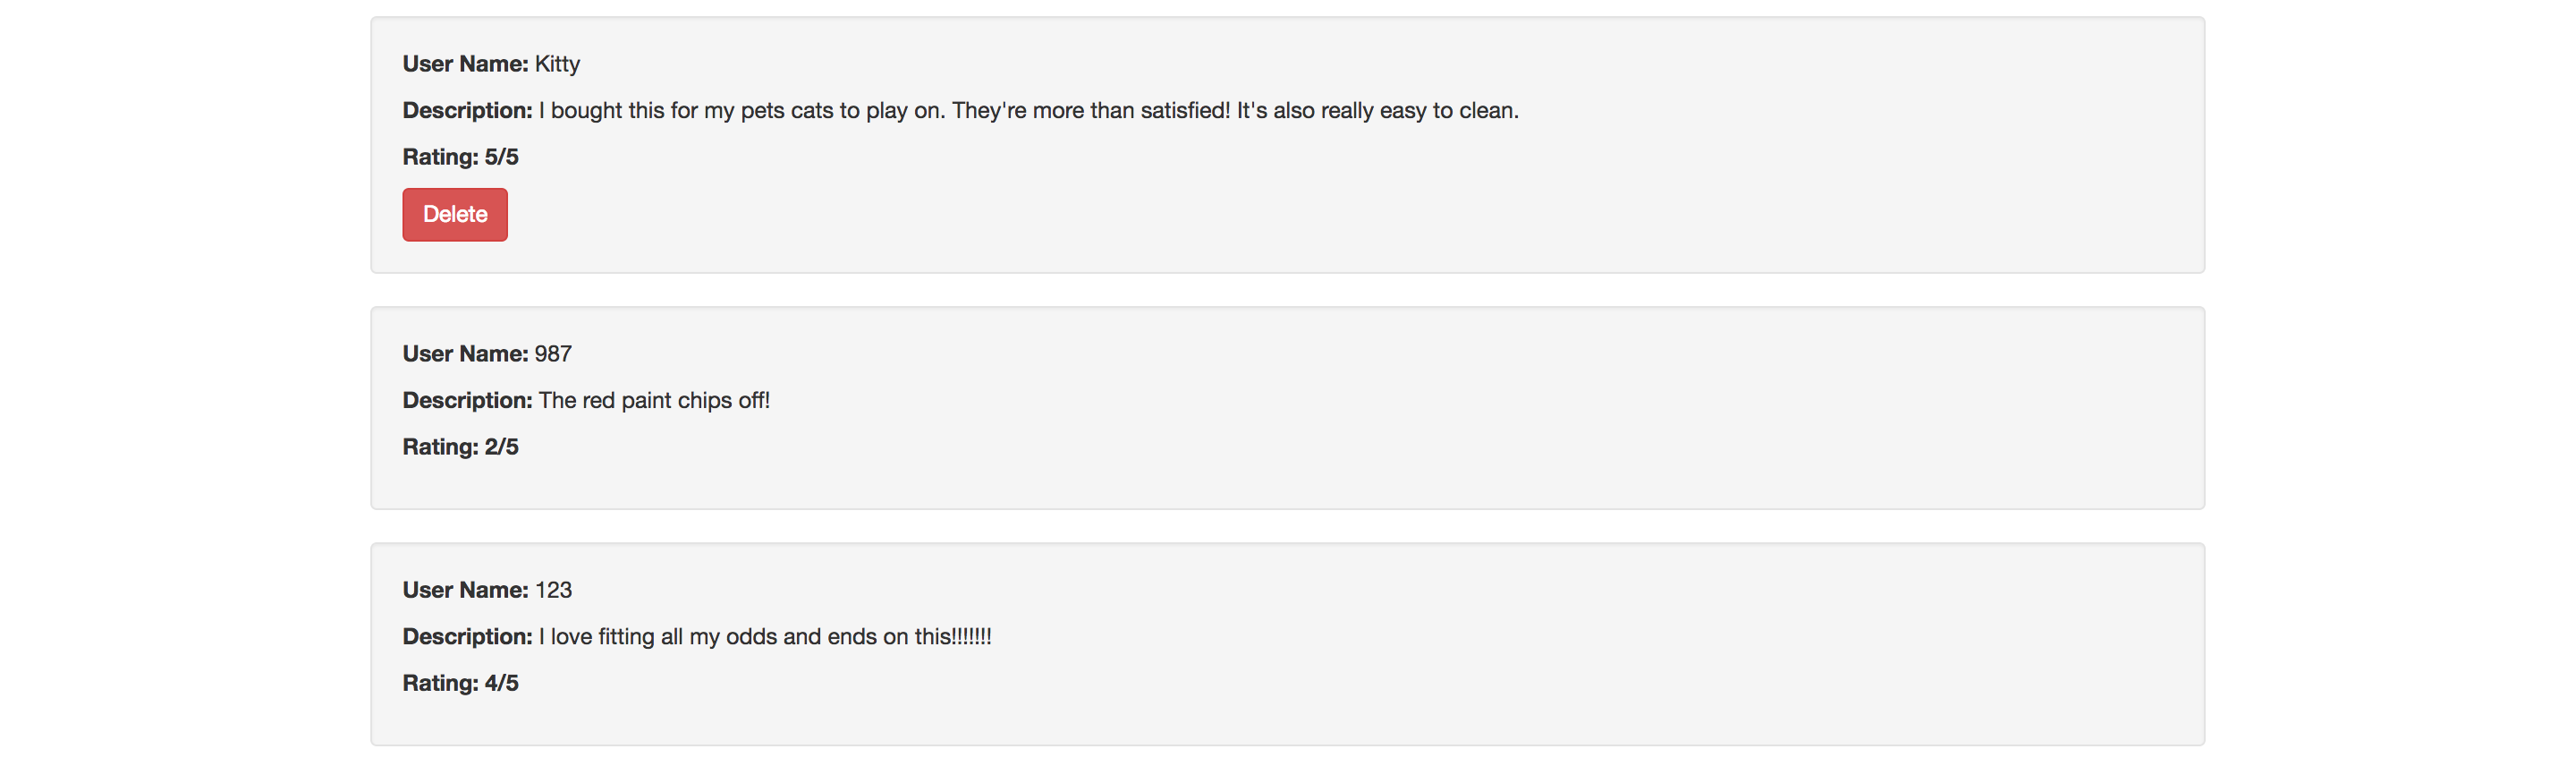 User Name: Kitty
Description: I bought this for my pets cats to play on. They're more than satisfied! It's also really easy to clean.
Rating: 5/5
Delete
User Name: 987
Description: The red paint chips off!
Rating: 2/5
User Name: 123
Description: I love fitting all my odds and ends on this!!!!!!!
Rating: 4/5